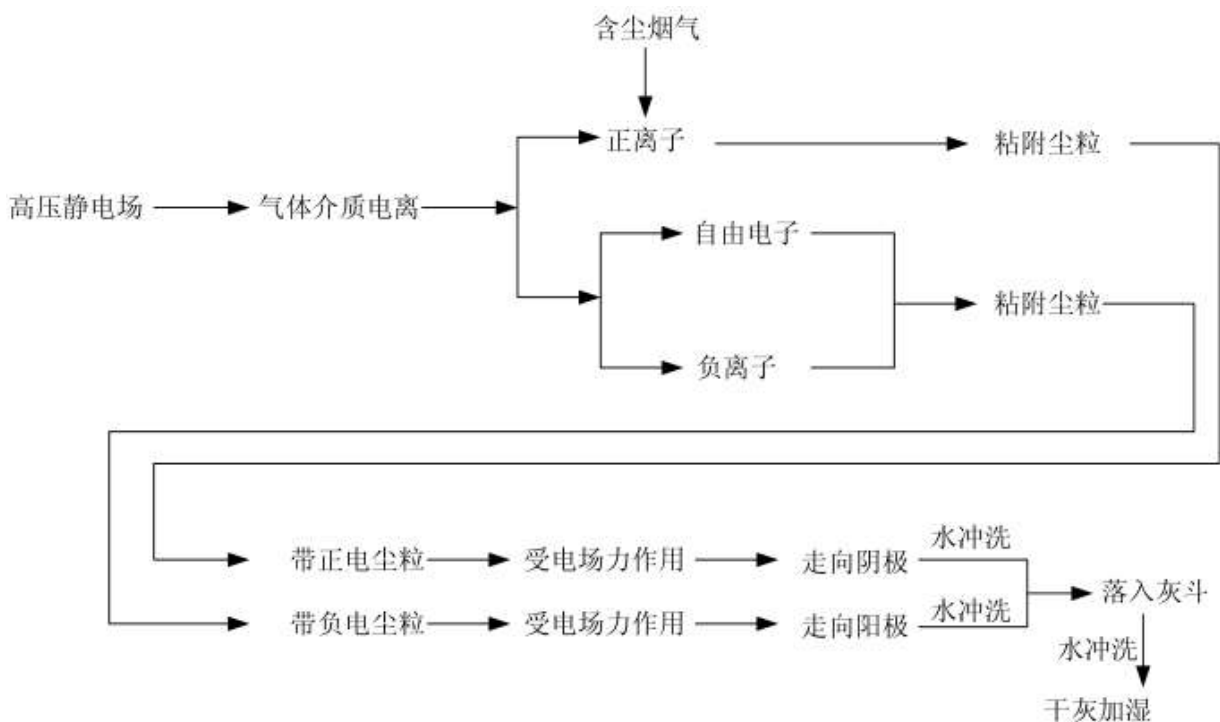 含尘烟气
正离子
粘附尘粒
高压静电场
气体介质电离
自由电子
粘附尘粒
负离子
带正电尘粒
受电场力作用
走向阴极
水冲洗
落入灰斗
带负电尘粒
受电场力作用
走向阳极
水冲洗
水冲洗
干灰加湿